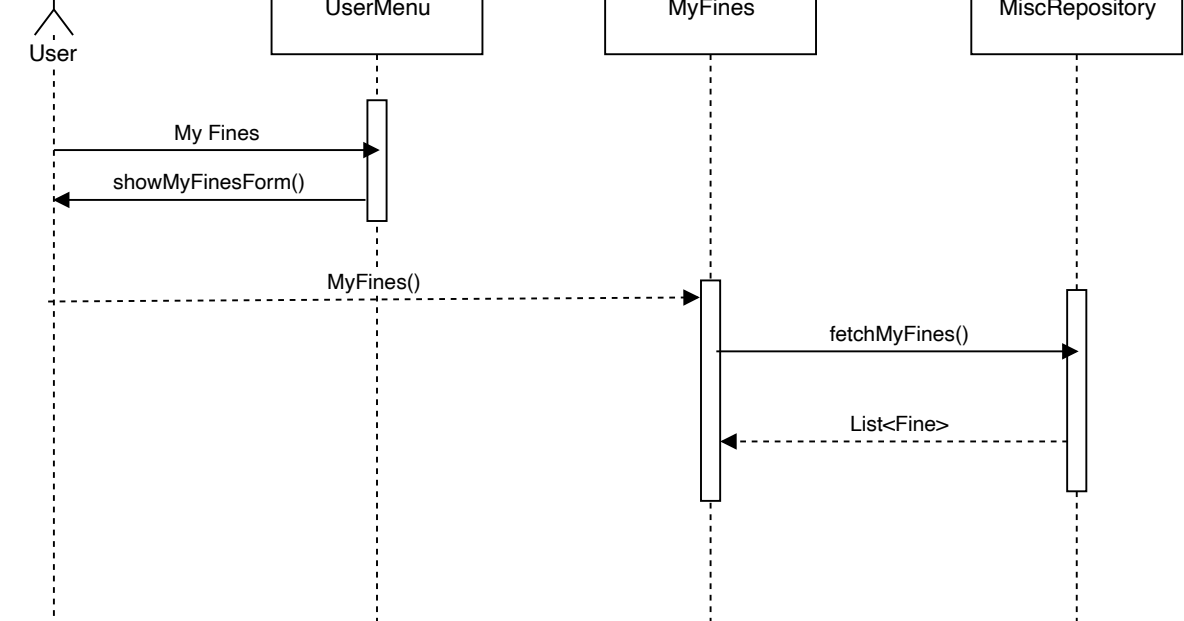 UserMenu
MyFines
MiscRepository
User
My Fines
showMyFinesForm()
MyFines()
fetchMyFines()
List<Fine>